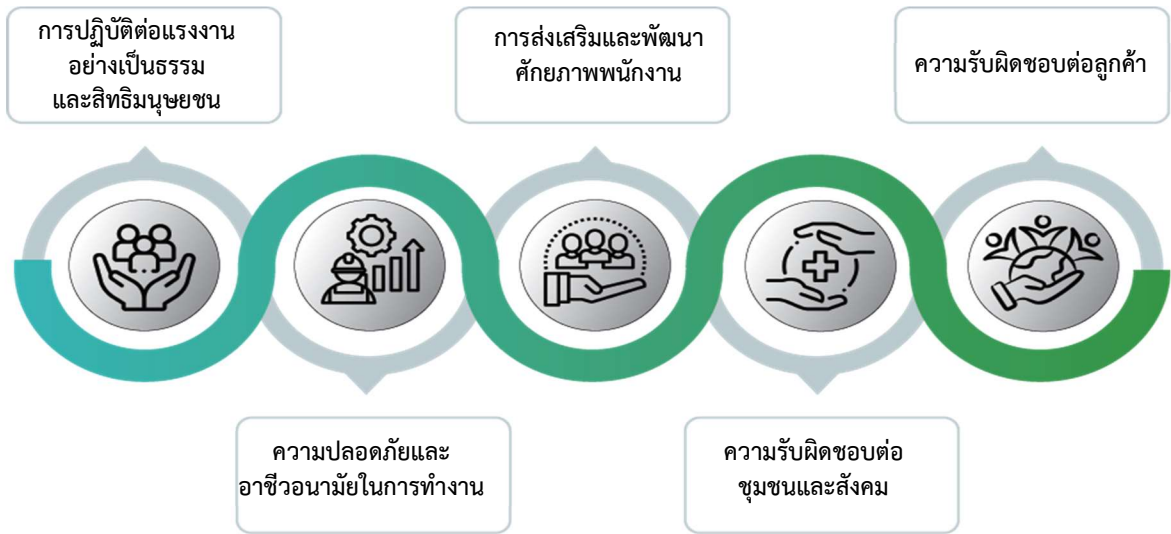 การปฏิบัติต่อแรงงาน
อย่างเป็นธรรม
และสิทธิมนุษยชน
การส่งเสริมและพัฒนา
ศักยภาพพนักงาน
ความรับผิดชอบต่อลูกค้า
ความปลอดภัยและ
อาชีวอนามัยในการทำงาน
ความรับผิดชอบต่อ
ชุมชนและสังคม